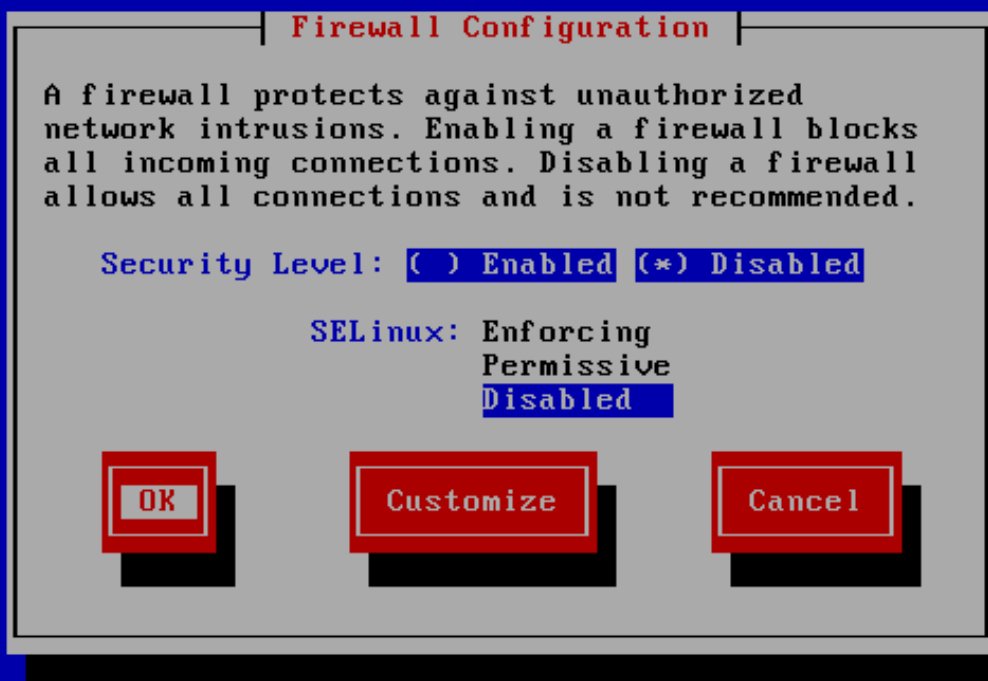 Firewall Configuration
A firewall protects against unauthorized
network intrusions. Enabling a firewall blocks
all incoming connections. Disabling a firewall
allows all connections and is not recommended.
Security Level: ( ) Enabled (*) Disabled
SELinux: Enforcing
Permissive
Disabled
OK Customize Cancel